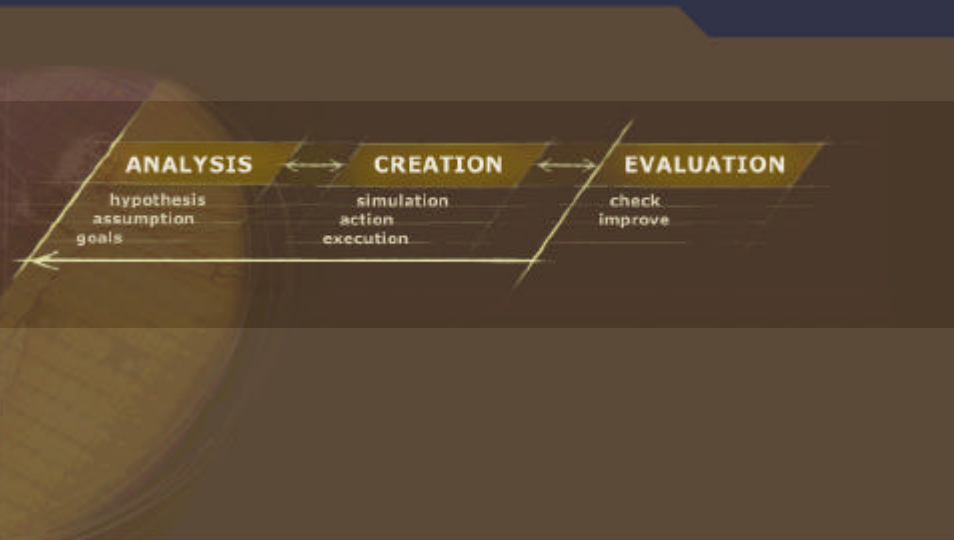 ANALYSIS
hypothesis
assumption
goals
CREATION
simulation
action
execution
EVALUATION
check
improve